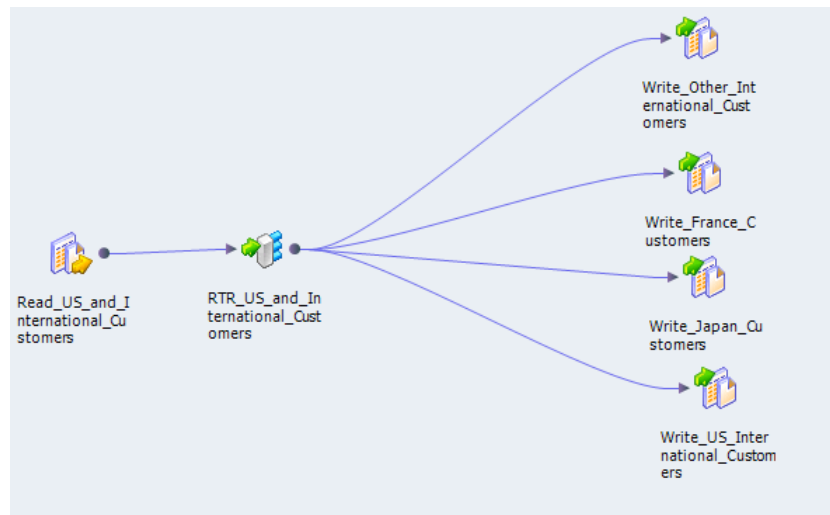 Write_Other_Int
ernational_Cust
omers
Write_France_C
ustomers
Read_US_and_I
nternational_Cu
stomers
RTR_US_and_In
ternational_Cust
omers
Write_Japan_Cu
stomers
Write_US_Inter
national_Custom
ers